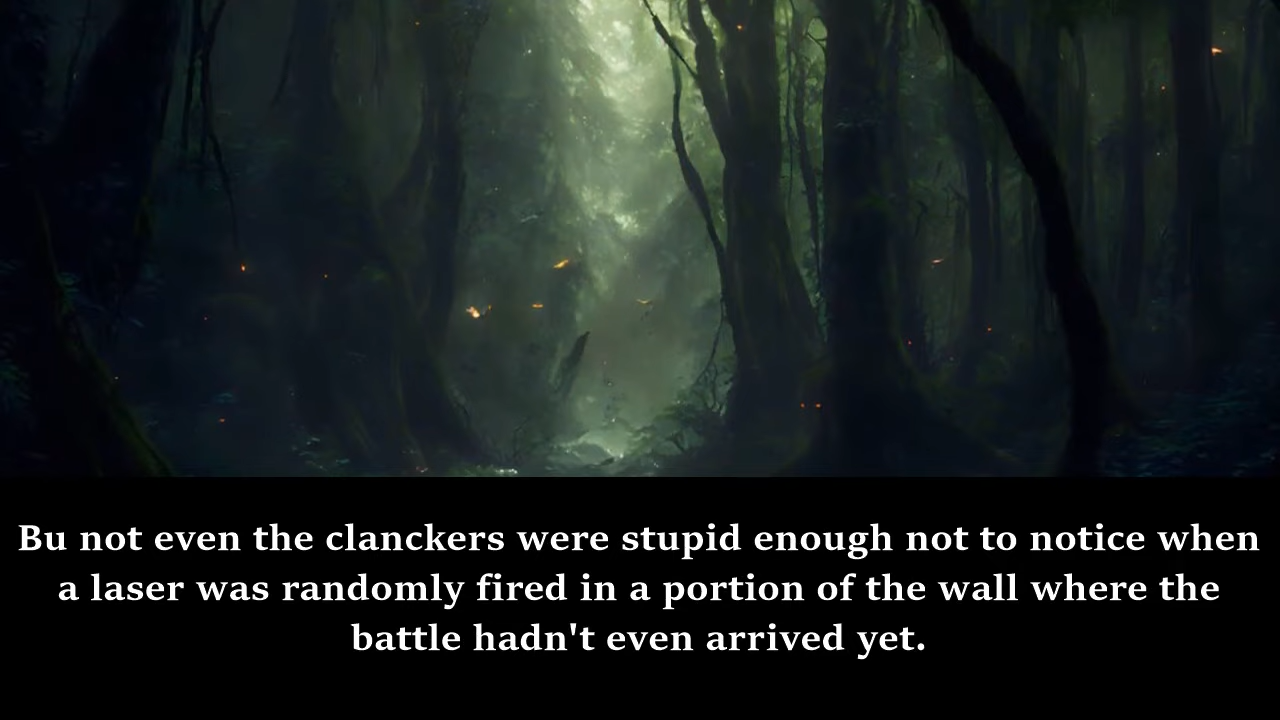 Bu not even the clanckers were stupid enough not to notice when
a laser was randomly fired in a portion of the wall where the
battle hadn't even arrived yet.